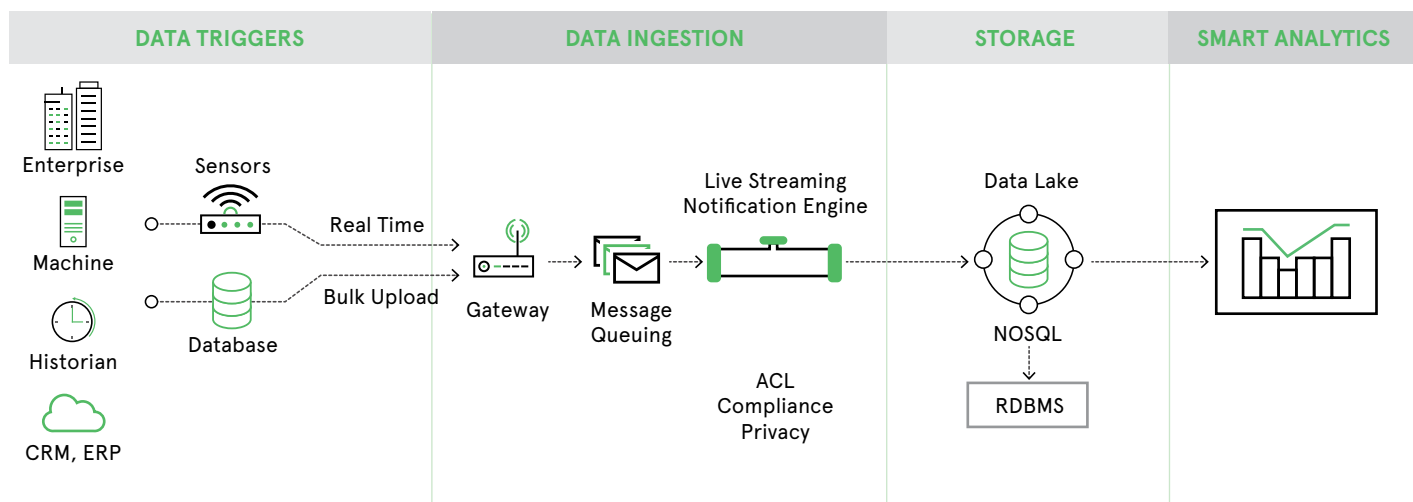 DATA TRIGGERS
DATA INGESTION
STORAGE
SMART ANALYTICS
Enterprise
Machine
Historian
CRM, ERP
Sensors
Database
Real Time
Bulk Upload
Gateway
Message
Queuing
Live Streaming
Notification Engine
ACL
Compliance
Privacy
Data Lake
NOSQL
RDBMS